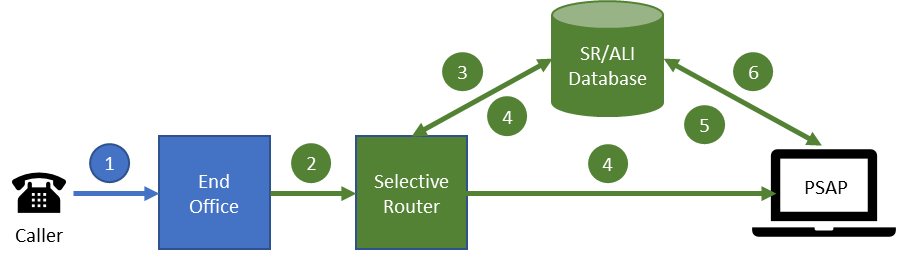 SR/ALI
Database
3
6
4
5
1
2
4
End
Office
Selective
Router
PSAP
Caller